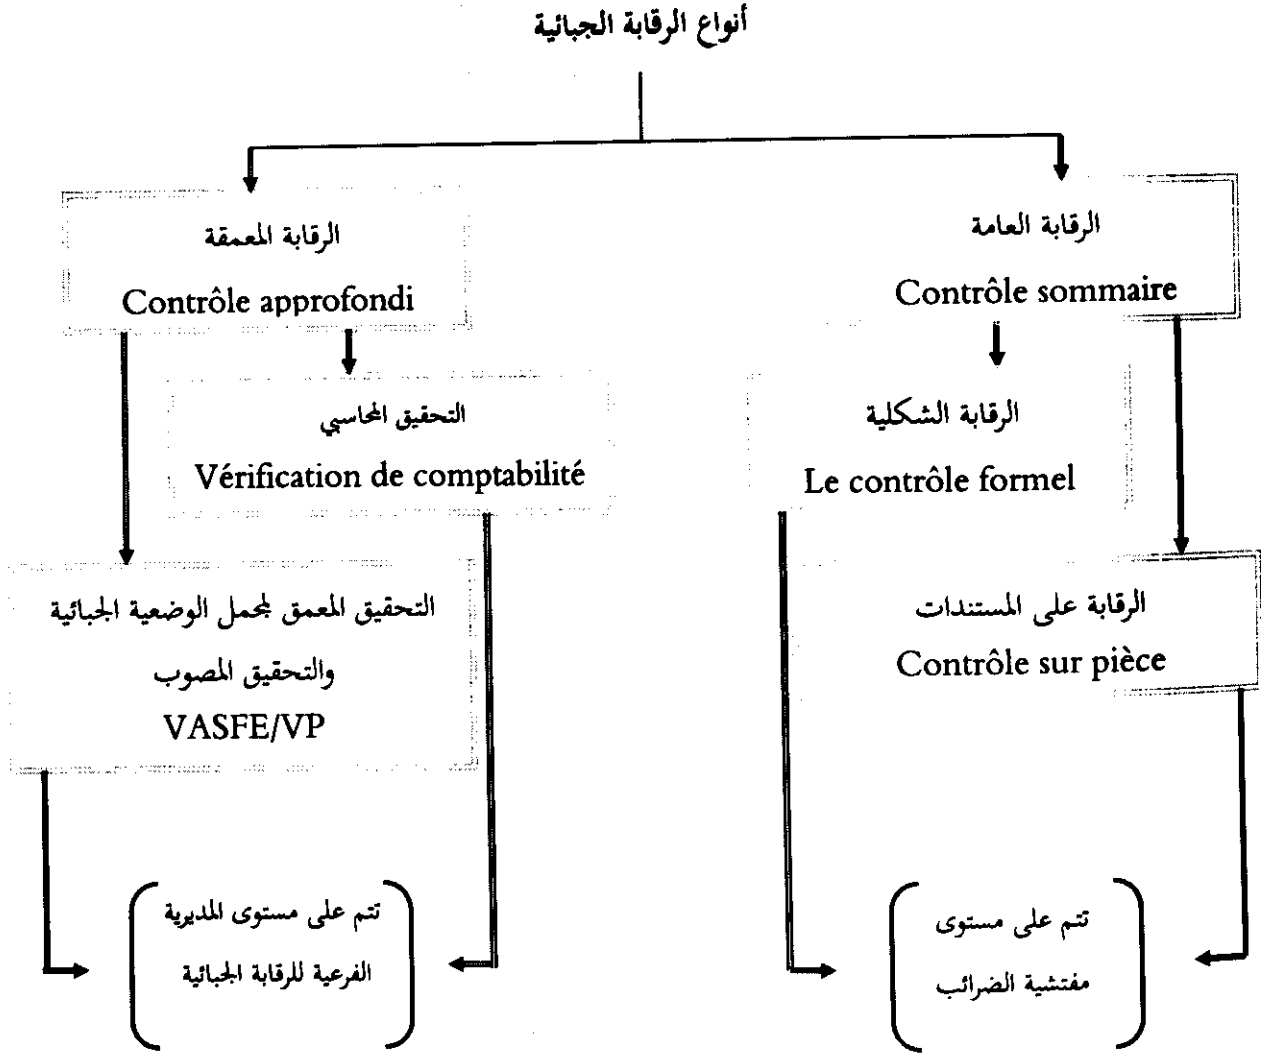 أنواع الرقابة الجبائية
الرقابة العامة
Contrôle sommaire
الرقابة المعمقة
Contrôle approfondi
الرقابة الشكلية
Le contrôle formel
التحقيق المحاسبي
Vérification de comptabilité
الرقابة على المستندات
Contrôle sur pièce
التحقيق المعمق لمجمل الوضعية الجبائية
والتحقيق المصوب
VASFE/VP
تتم على مستوى
مفتشية الضرائب
تتم على مستوى المديرية
الفرعية للرقابة الجبائية